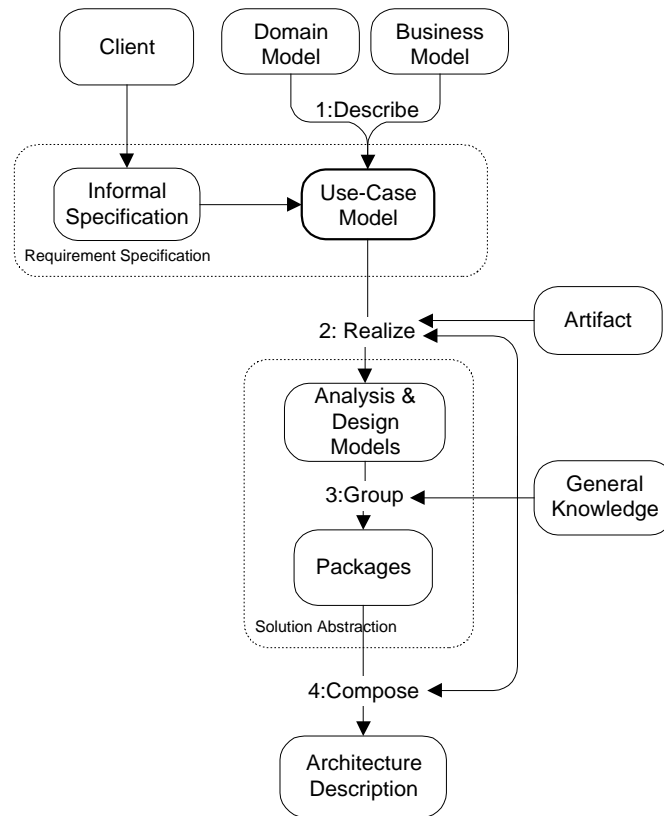 Client
Domain
Model
Business
Model
1:Describe
Informal
Specification
Use-Case
Model
Requirement Specification
2: Realize
Artifact
Analysis &
Design
Models
3:Group
General
Knowledge
Packages
Solution Abstraction
4:Compose
Architecture
Description